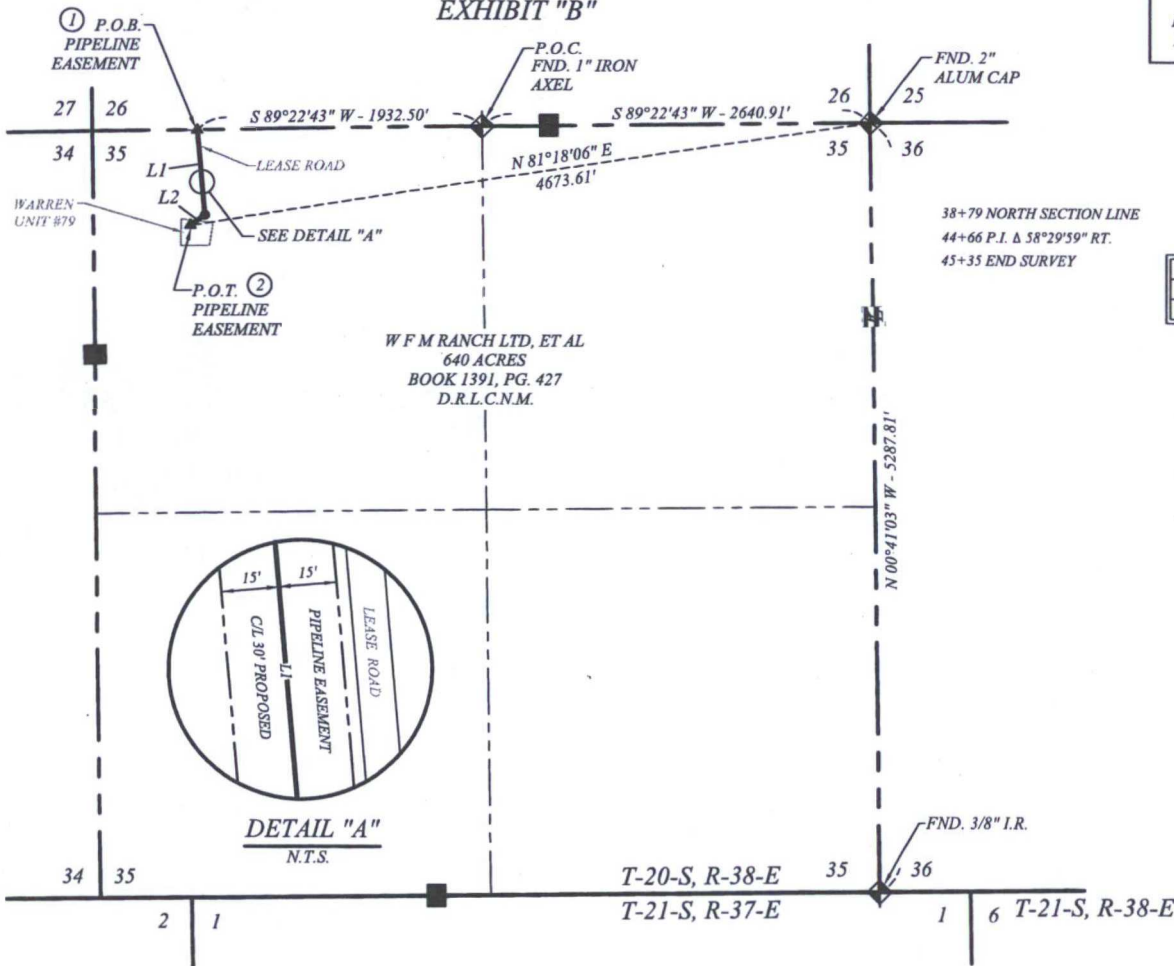 EXHIBIT "B"
① P.O.B.
PIPELINE
EASEMENT
P.O.C.
FND. 1" IRON
AXEL
FND. 2"
ALUM CAP
27 26
34 35
S 89°22'43" W - 1932.50'
S 89°22'43" W - 2640.91'
26 25
35 36
LEASE ROAD
L1
L2
N 81°18'06" E
4673.61'
WARREN
UNIT #79
SEE DETAIL "A"
38+79 NORTH SECTION LINE
44+66 P.I. Δ 58°29'59" RT.
45+35 END SURVEY
P.O.T. ②
PIPELINE
EASEMENT
W F M RANCH LTD, ET AL
640 ACRES
BOOK 1391, PG. 427
D.R.L.C.N.M.
N 00°41'03" W - 5287.81'
15' 15'
C/L 30' PROPOSED
L1
PIPELINE EASEMENT
LEASE ROAD
DETAIL "A"
N.T.S.
FND. 3/8" I.R.
34 35
T-20-S, R-38-E
35 36
T-21-S, R-37-E
2 1
1 6
T-21-S, R-38-E